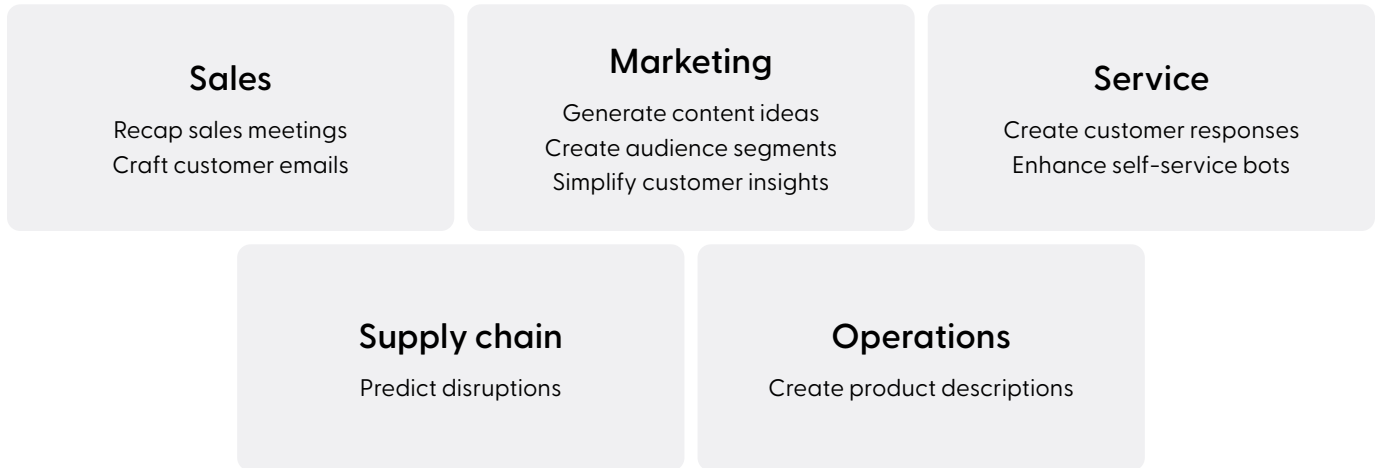 Sales
Recap sales meetings
Craft customer emails
Marketing
Generate content ideas
Create audience segments
Simplify customer insights
Service
Create customer responses
Enhance self-service bots
Supply chain
Predict disruptions
Operations
Create product descriptions